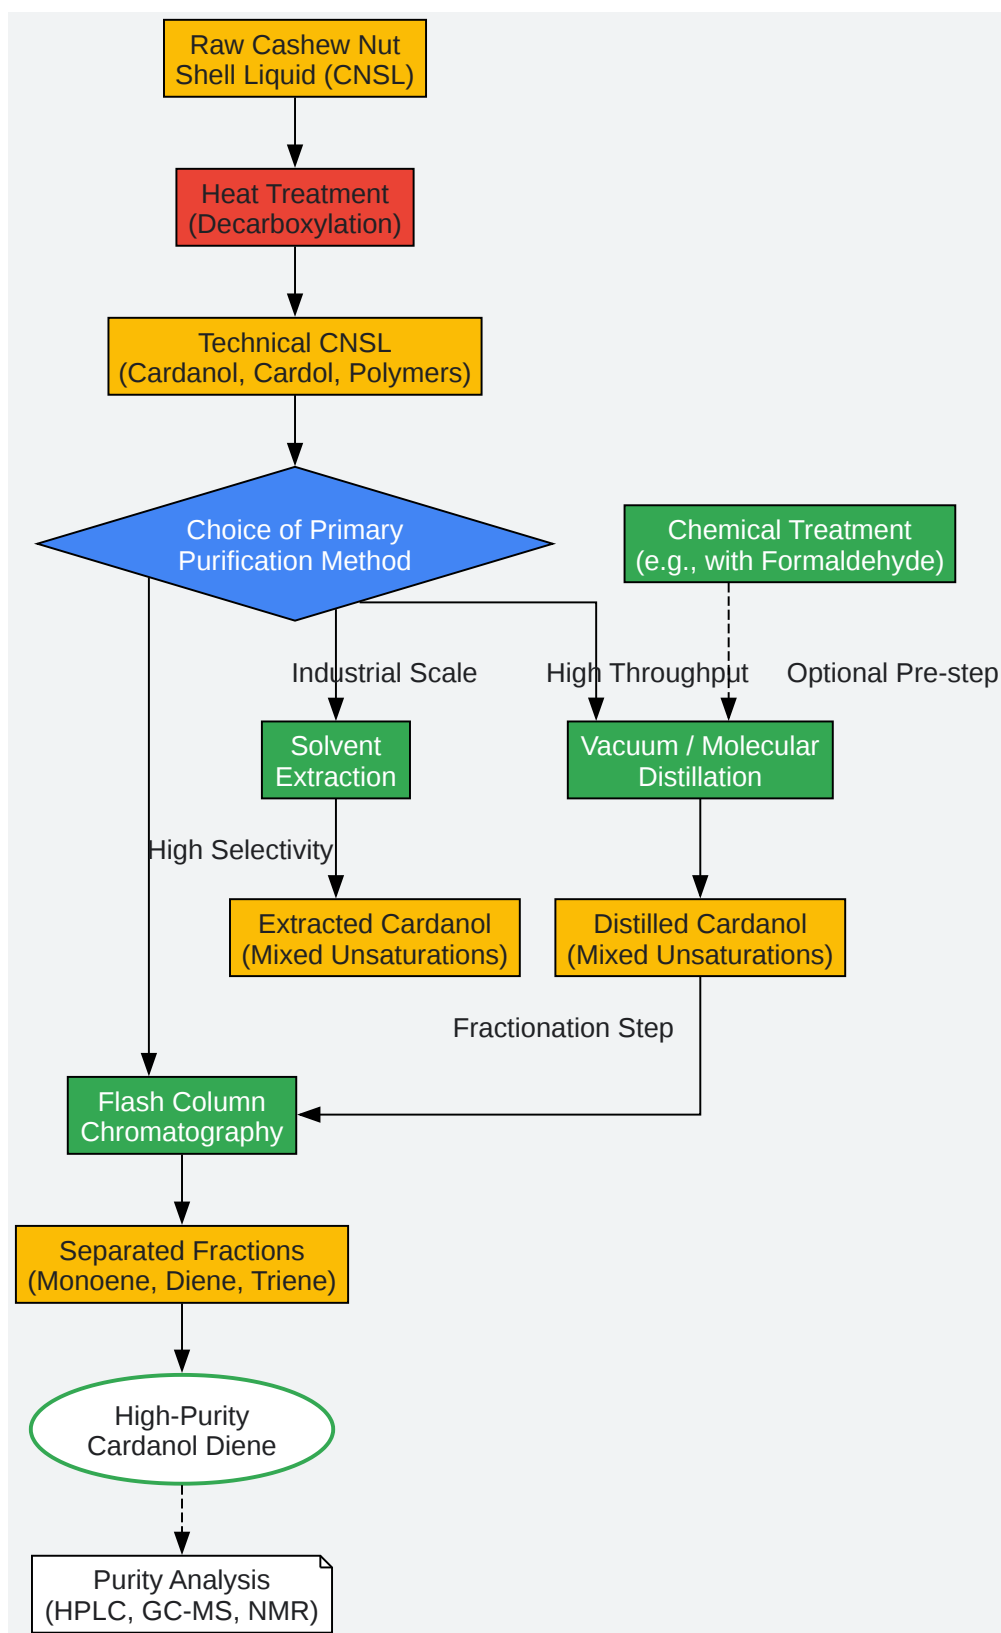 Raw Cashew Nut
Shell Liquid (CNSL)
Heat Treatment
(Decarboxylation)
Technical CNSL
(Cardanol, Cardol, Polymers)
Choice of Primary
Purification Method
Chemical Treatment
(e.g., with Formaldehyde)
Industrial Scale
High Throughput
Optional Pre-step
Solvent
Extraction
Vacuum / Molecular
Distillation
High Selectivity
Extracted Cardanol
(Mixed Unsaturations)
Distilled Cardanol
(Mixed Unsaturations)
Fractionation Step
Flash Column
Chromatography
Separated Fractions
(Monoene, Diene, Triene)
High-Purity
Cardanol Diene
Purity Analysis
(HPLC, GC-MS, NMR)